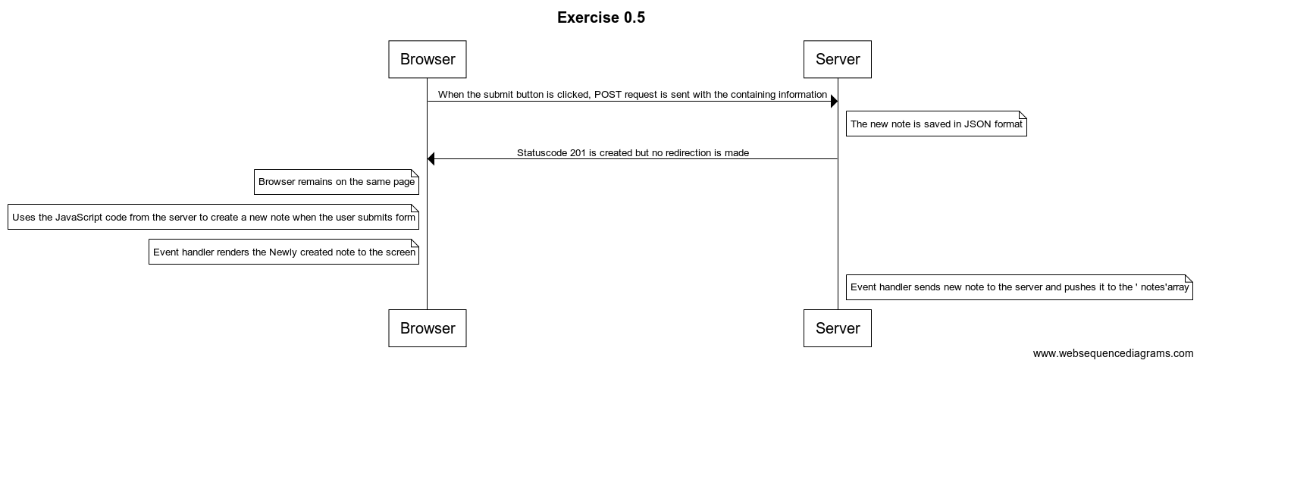 Exercise 0.5
Browser
Server
When the submit button is clicked, POST request is sent with the containing information
The new note is saved in JSON format
Statuscode 201 is created but no redirection is made
Browser remains on the same page
Uses the JavaScript code from the server to create a new note when the user submits form
Event handler renders the Newly created note to the screen
Event handler sends new note to the server and pushes it to the ' notes'array
Browser
Server
www.websequencediagrams.com